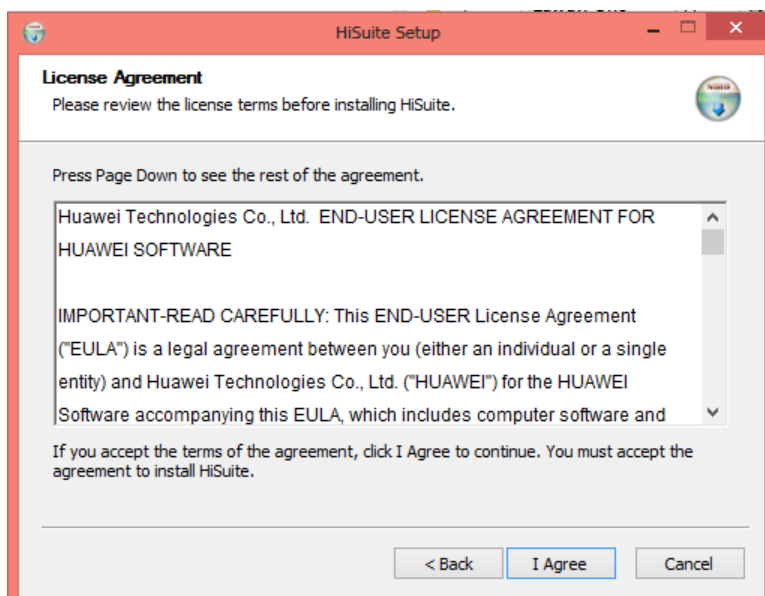 HiSuite Setup
License Agreement
Please review the license terms before installing HiSuite.
Press Page Down to see the rest of the agreement.
Huawei Technologies Co., Ltd.  END-USER LICENSE AGREEMENT FOR
HUAWEI SOFTWARE
IMPORTANT-READ CAREFULLY: This END-USER License Agreement
("EULA") is a legal agreement between you (either an individual or a single
entity) and Huawei Technologies Co., Ltd. ("HUAWEI") for the HUAWEI
Software accompanying this EULA, which includes computer software and
If you accept the terms of the agreement, click I Agree to continue. You must accept the
agreement to install HiSuite.
< Back I Agree Cancel